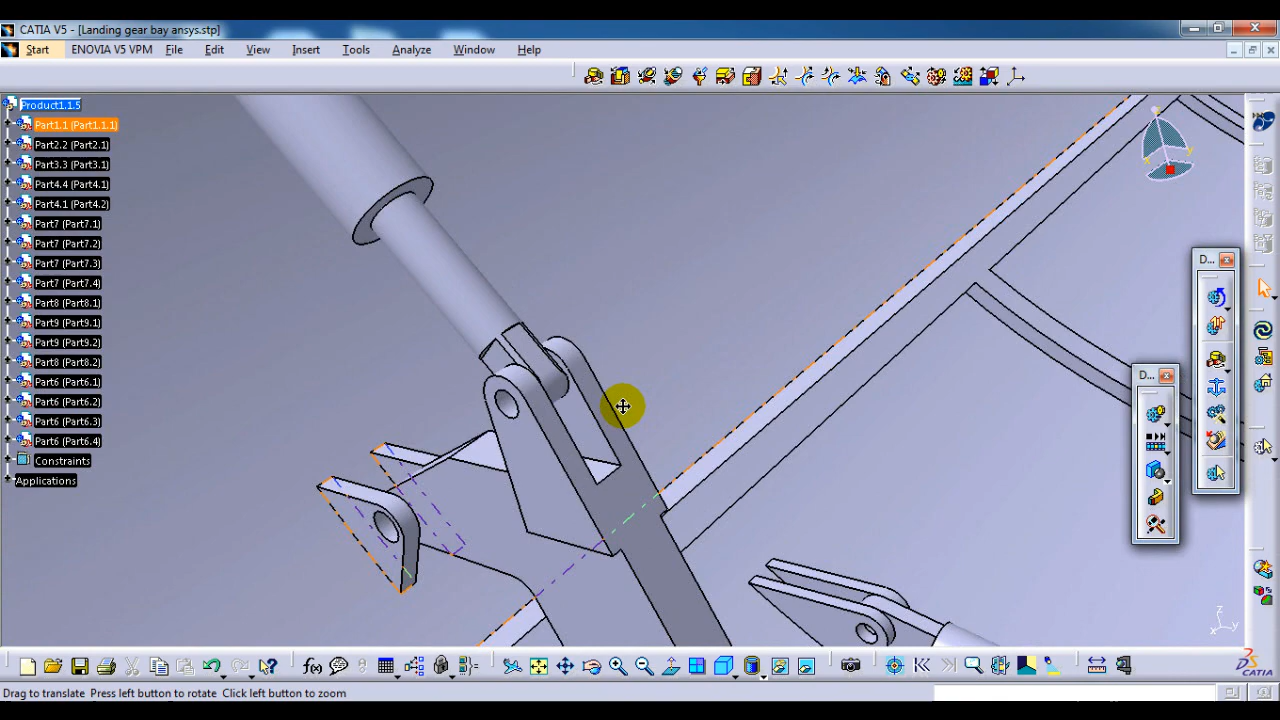 CATIA V5 - [Landing gear bay ansys.stp]
Start ENOVIA V5 VPM File Edit View Insert Tools Analyze Window Help
Product1.1.5
Part1.1 (Part1.1.1)
Part2.2 (Part2.1)
Part3.3 (Part3.1)
Part4.4 (Part4.1)
Part4.1 (Part4.2)
Part7 (Part7.1)
Part7 (Part7.2)
Part7 (Part7.3)
Part7 (Part7.4)
Part8 (Part8.1)
Part9 (Part9.1)
Part9 (Part9.2)
Part8 (Part8.2)
Part6 (Part6.1)
Part6 (Part6.2)
Part6 (Part6.3)
Part6 (Part6.4)
Constraints
Applications
D...
D...
z
x y
f(x)
CATIA
Drag to translate Press left button to rotate Click left button to zoom